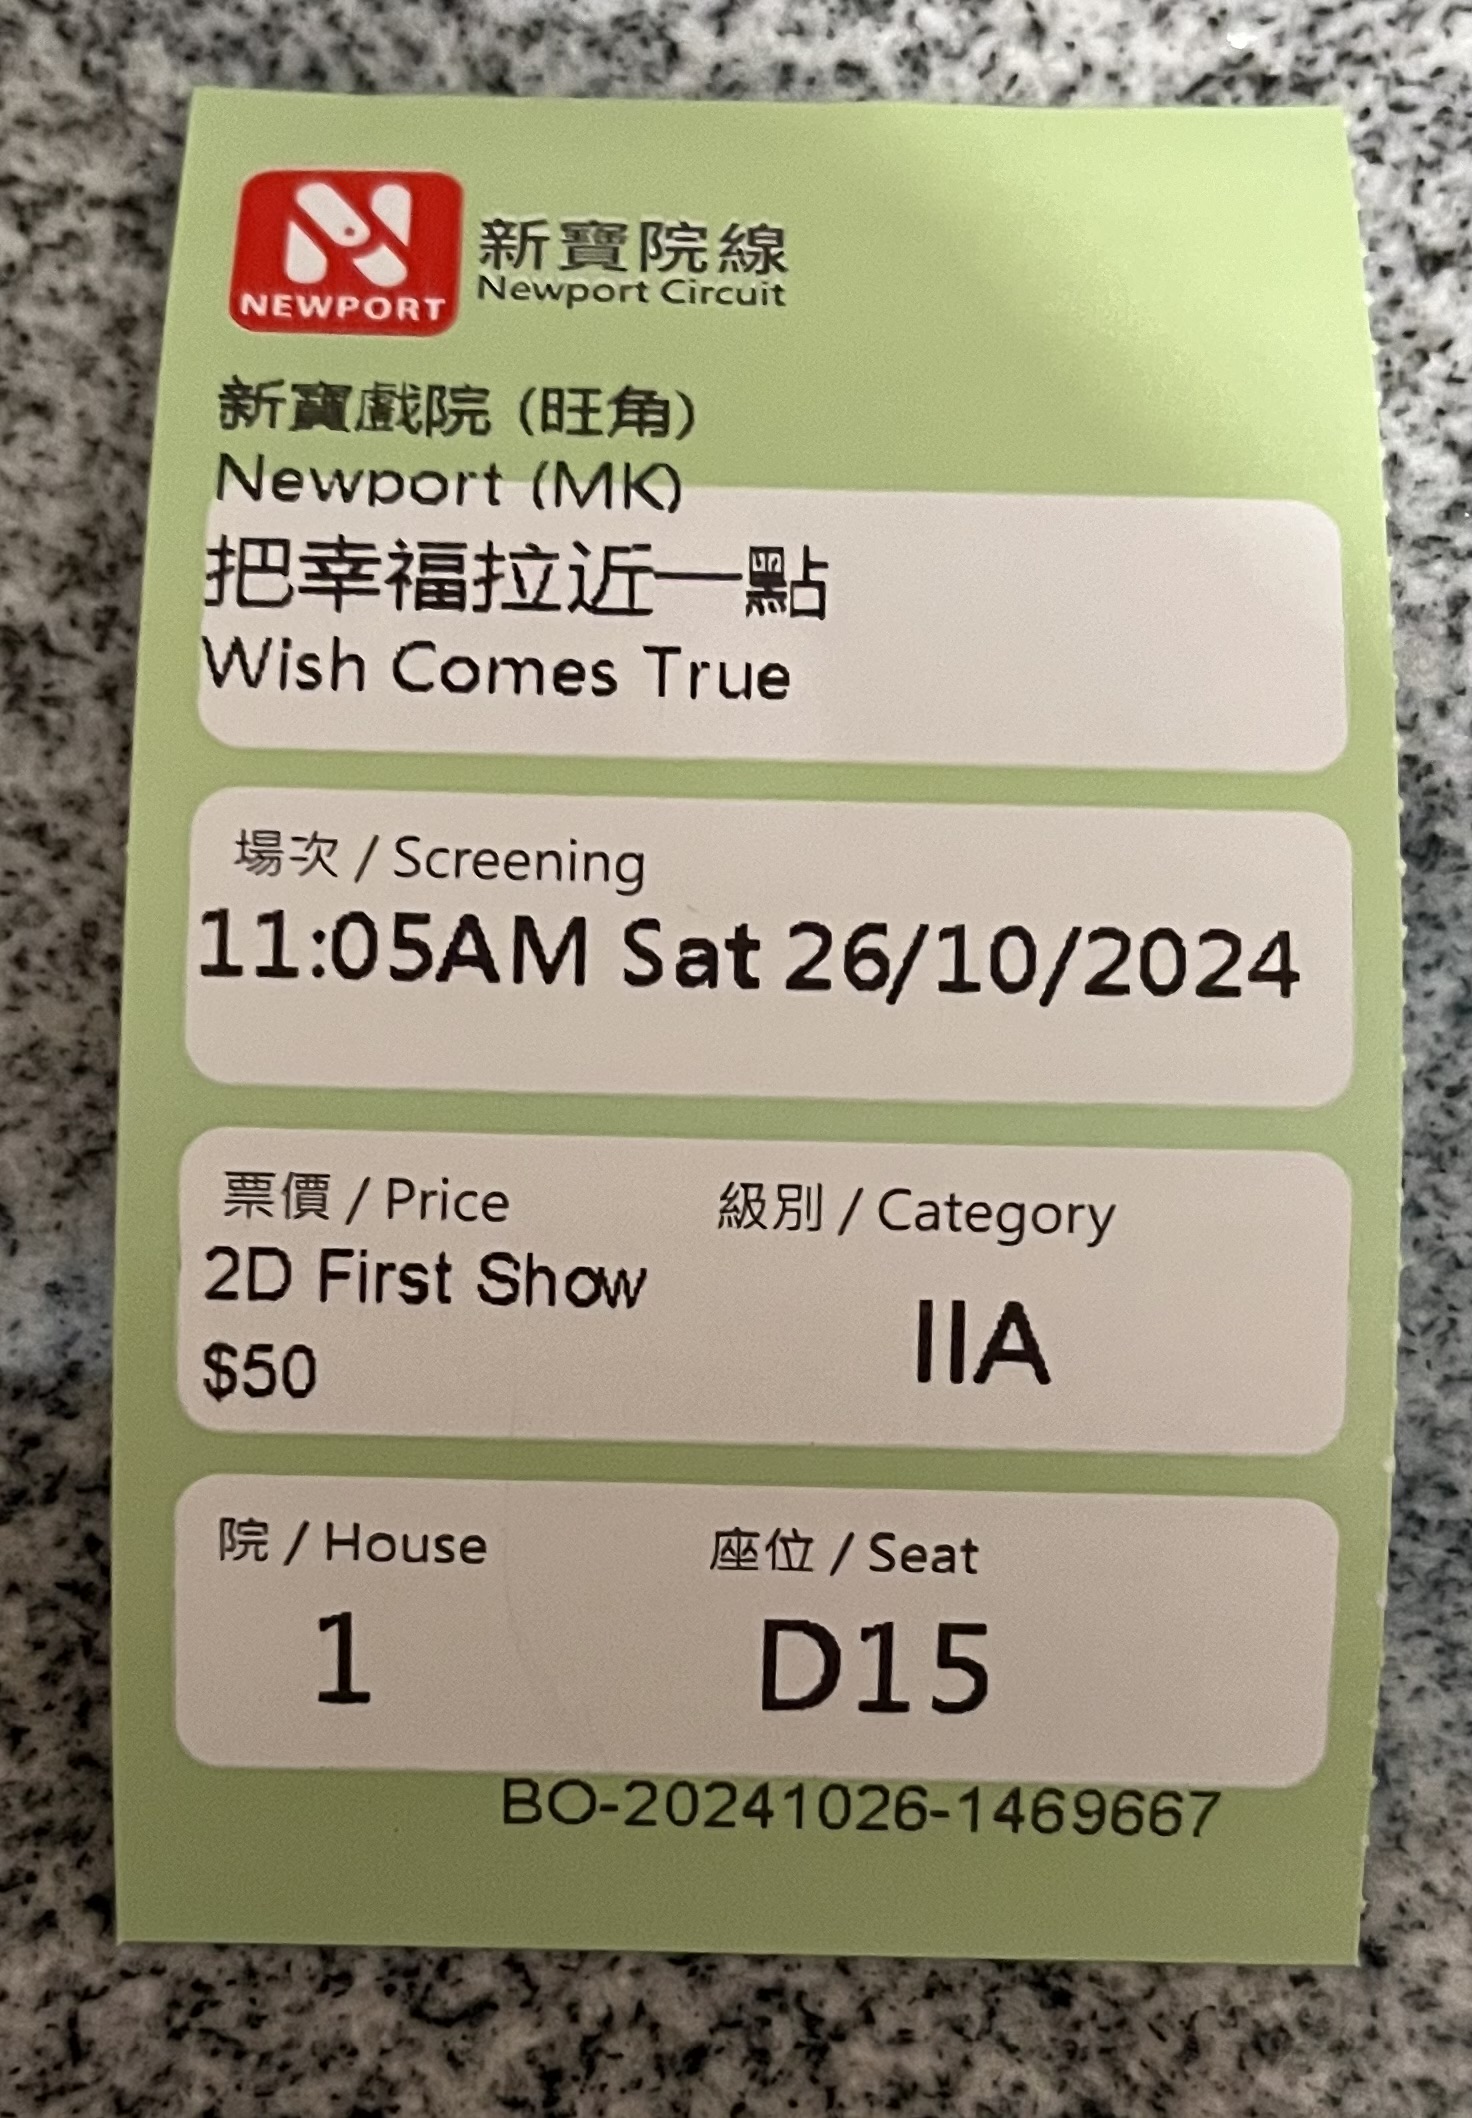 NEWPORT
新寶院線
Newport Circuit
新寶戲院 (旺角)
Newport (MK)
把幸福拉近一點
Wish Comes True
場次 / Screening
11:05AM Sat 26/10/2024
票價 / Price
2D First Show
$50
級別 / Category
IIA
院 / House
1
座位 / Seat
D15
BO-20241026-1469667